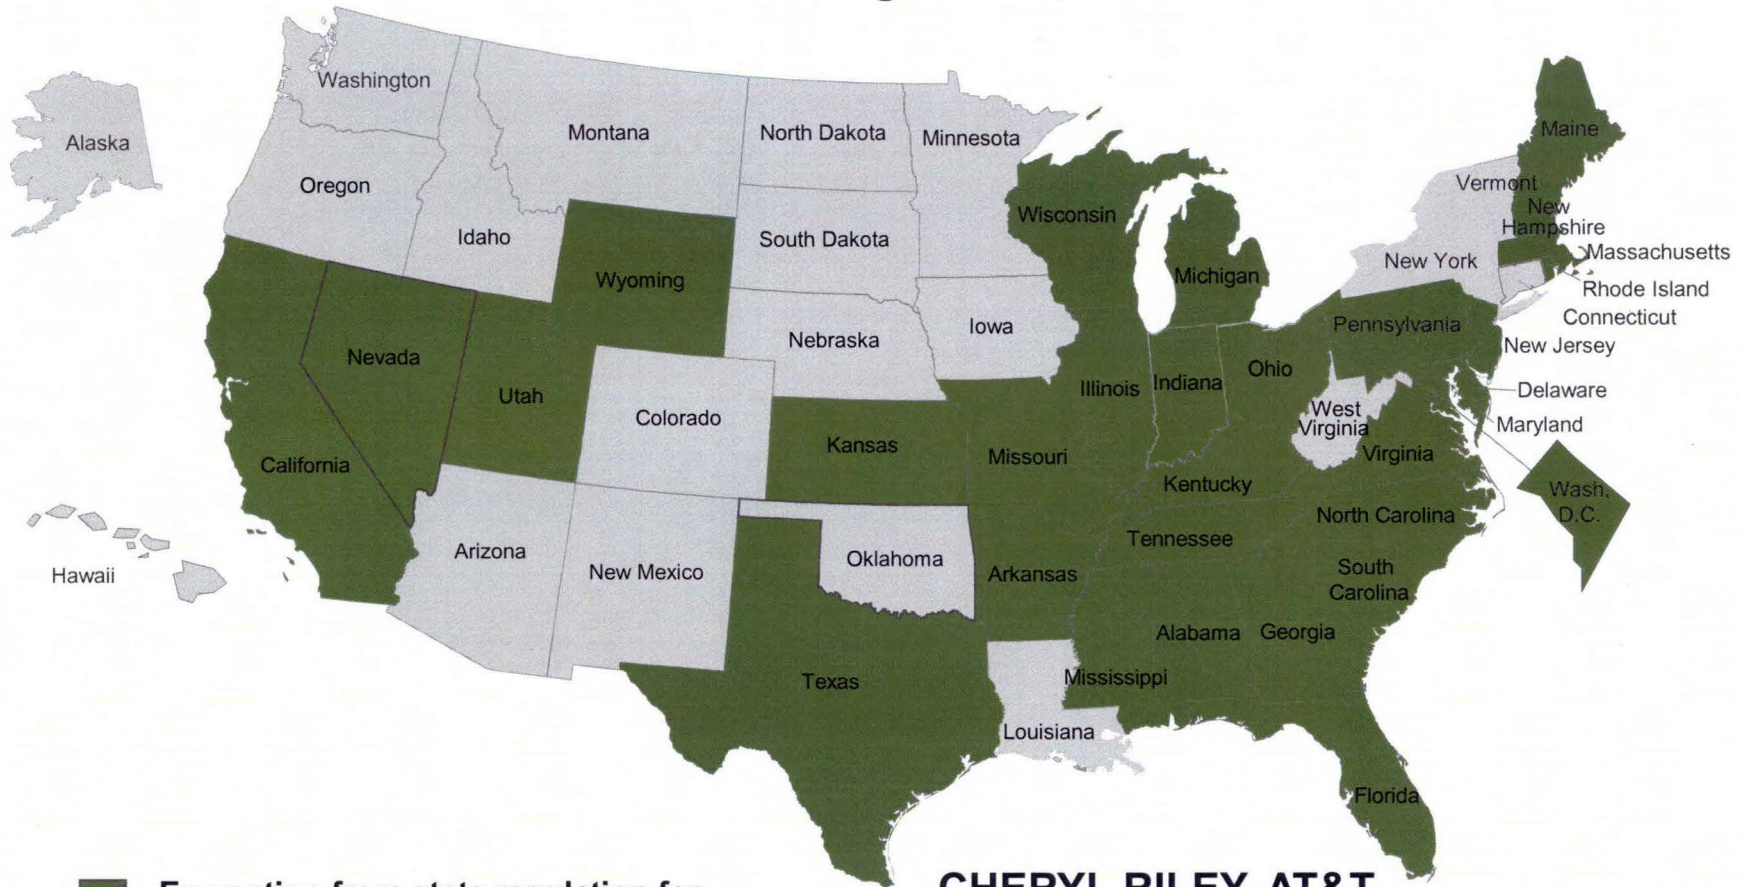 Washington
Alaska
Montana
North Dakota
Minnesota
Maine
Oregon
Vermont
Idaho
South Dakota
Wisconsin
New
Hampshire
Massachusetts
Wyoming
Michigan
New York
Rhode Island
Connecticut
Nebraska
Iowa
Pennsylvania
New Jersey
Nevada
Utah
Colorado
Illinois
Indiana
Ohio
Delaware
West
Virginia
Maryland
California
Kansas
Missouri
Virginia
Kentucky
Wash,
D.C.
North Carolina
Arizona
New Mexico
Oklahoma
Tennessee
Arkansas
South
Carolina
Hawaii
Alabama
Georgia
Texas
Mississippi
Louisiana
Florida
CHERYL RILEY, AT&T